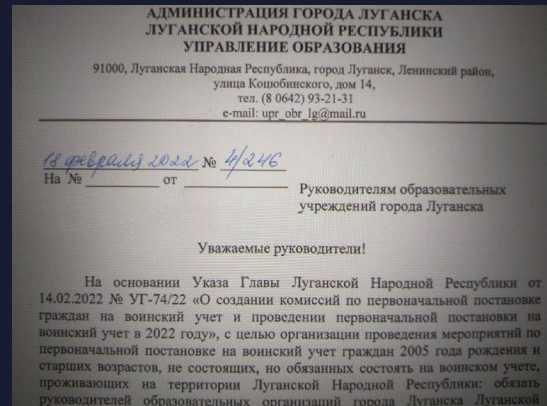 АДМИНИСТРАЦИЯ ГОРОДА ЛУГАНСКА
ЛУГАНСКОЙ НАРОДНОЙ РЕСПУБЛИКИ
УПРАВЛЕНИЕ ОБРАЗОВАНИЯ
91000, Луганская Народная Республика, город Луганск, Ленинский район,
улица Коцюбинского, дом 14,
тел. (8 0642) 93-21-31
e-mail: upr_obr_lg@mail.ru
18 февраля 2022 № 4/246
На № ________ от ________
Руководителям образовательных
учреждений города Луганска
Уважаемые руководители!
На основании Указа Главы Луганской Народной Республики от
14.02.2022 № УГ-74/22 «О создании комиссий по первоначальной постановке
граждан на воинский учет и проведении первоначальной постановки на
воинский учет в 2022 году», с целью организации проведения мероприятий по
первоначальной постановке на воинский учет граждан 2005 года рождения и
старших возрастов, не состоящих, но обязанных состоять на воинском учете,
проживающих на территории Луганской Народной Республики: обязать
руководителей образовательных организаций города Луганска Луганской